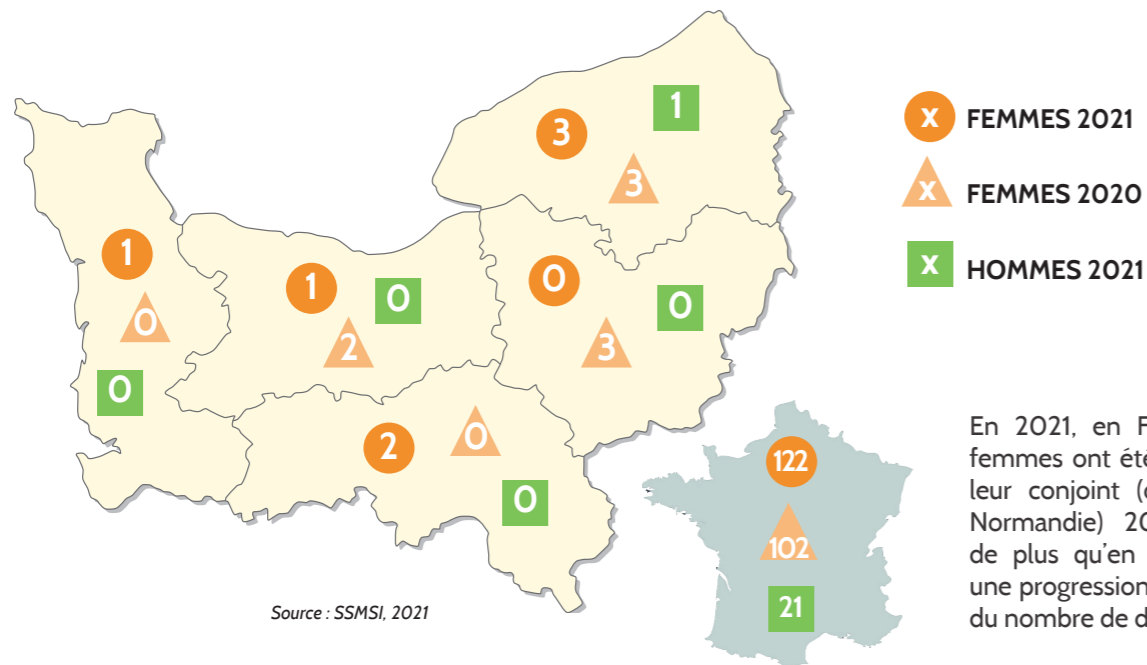 1
3
3
X FEMMES 2021
X FEMMES 2020
X HOMMES 2021
1
0
0
1
0
2
0
0
3
2
0
0
122
102
21
Source : SSMSI, 2021
En 2021, en
femmes ont
leur conjoint
Normandie)
de plus qu'en
une progression
du nombre de